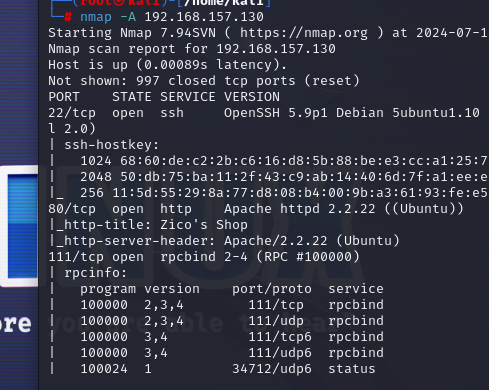 (root㉿kali)-[/home/kali]
# nmap -A 192.168.157.130
Starting Nmap 7.94SVN ( https://nmap.org ) at 2024-07-1
Nmap scan report for 192.168.157.130
Host is up (0.00089s latency).
Not shown: 997 closed tcp ports (reset)
PORT STATE SERVICE VERSION
22/tcp open ssh OpenSSH 5.9p1 Debian 5ubuntu1.10
l 2.0)
| ssh-hostkey:
| 1024 68:60:de:c2:2b:c6:16:d8:5b:88:be:e3:cc:a1:25:7
| 2048 50:db:75:ba:11:2f:43:c9:ab:14:40:6d:7f:a1:ee:e
|_ 256 11:5d:55:29:8a:77:d8:08:b4:00:9b:a3:61:93:fe:e5
80/tcp open http Apache httpd 2.2.22 ((Ubuntu))
|_http-title: Zico's Shop
|_http-server-header: Apache/2.2.22 (Ubuntu)
111/tcp open rpcbind 2-4 (RPC #100000)
| rpcinfo:
| program version port/proto service
| 100000 2,3,4 111/tcp rpcbind
| 100000 2,3,4 111/udp rpcbind
| 100000 3,4 111/tcp6 rpcbind
| 100000 3,4 111/udp6 rpcbind
| 100024 1 34712/udp6 status